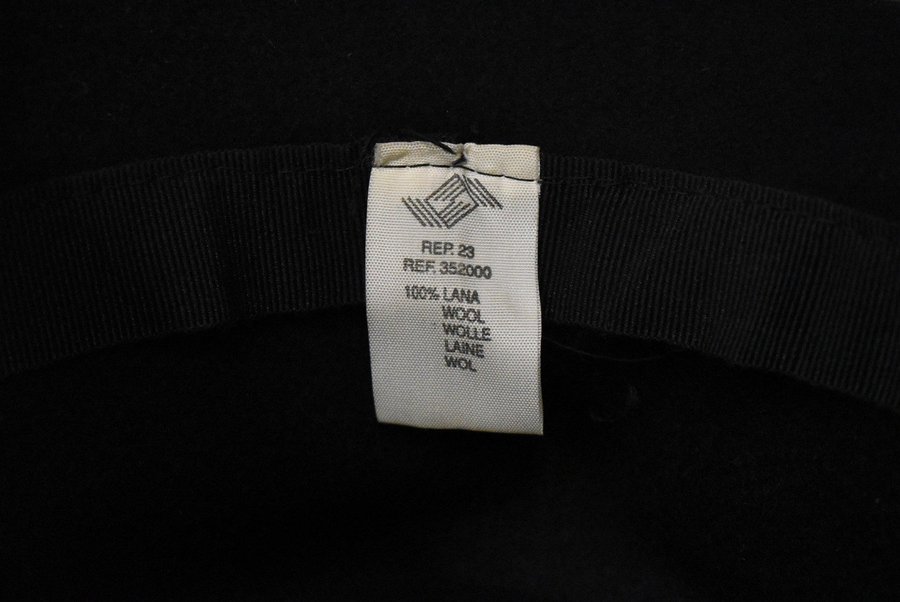 REP. 23
REF. 352000
100% LANA
WOOL
WOLLE
LAINE
WOL